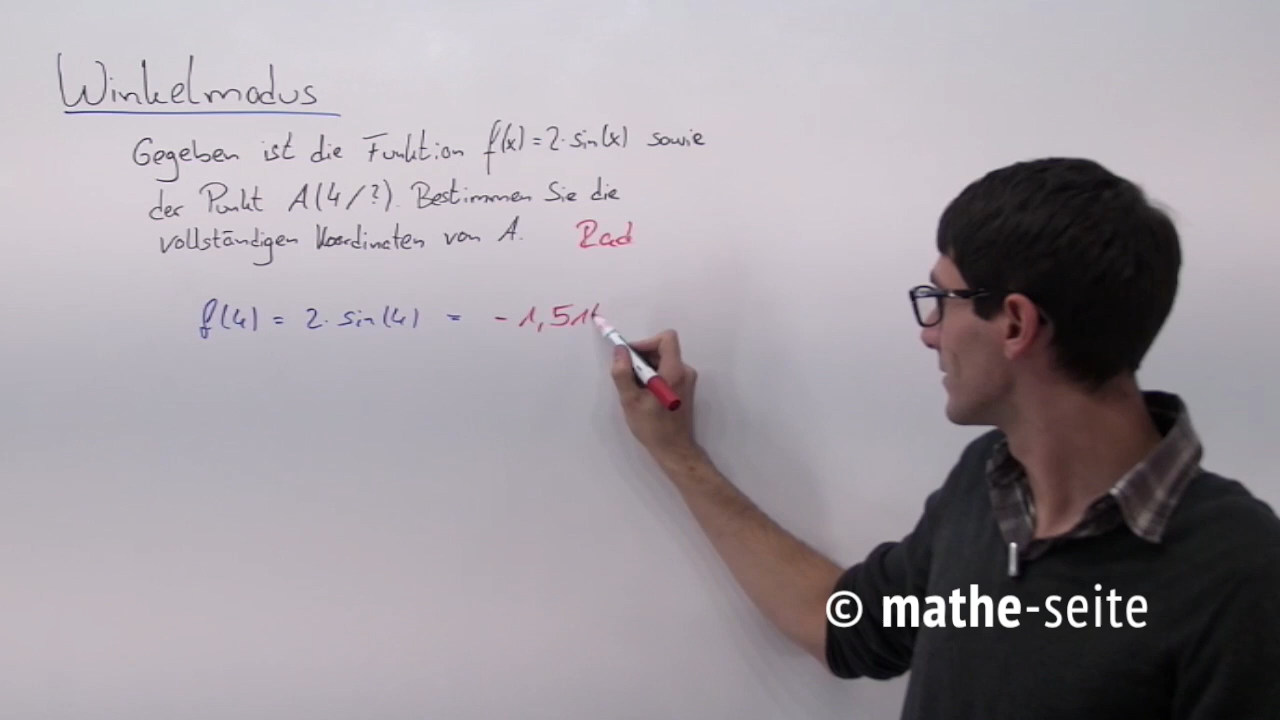 Winkelmodus
Gegeben ist die Funktion f(x)=2·sin(x) sowie
der Punkt A(4/?). Bestimmen Sie die
vollständigen Koordinaten von A. Rad
f(4) = 2·sin(4) = -1,51
© mathe-seite